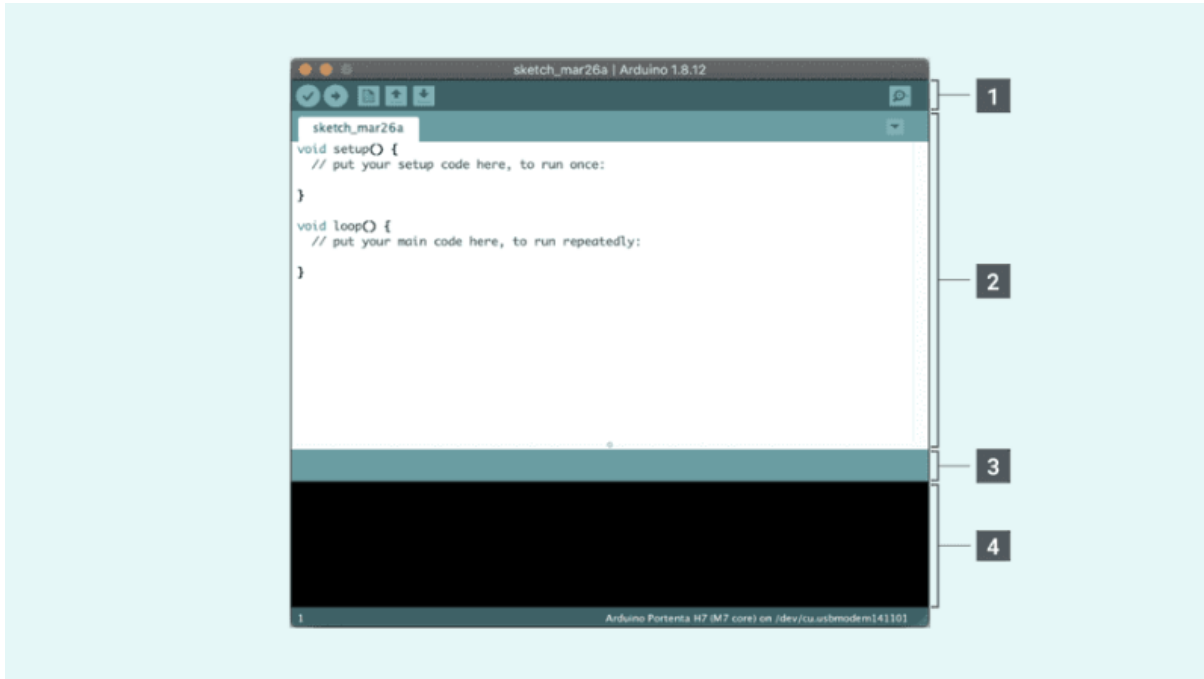 sketch_mar26a | Arduino 1.8.12
1
sketch_mar26a
void setup() {
// put your setup code here, to run once:
}
void loop() {
// put your main code here, to run repeatedly:
}
2
3
4
1
Arduino Portenta H7 (M7 core) on /dev/cu.usbmodem141101